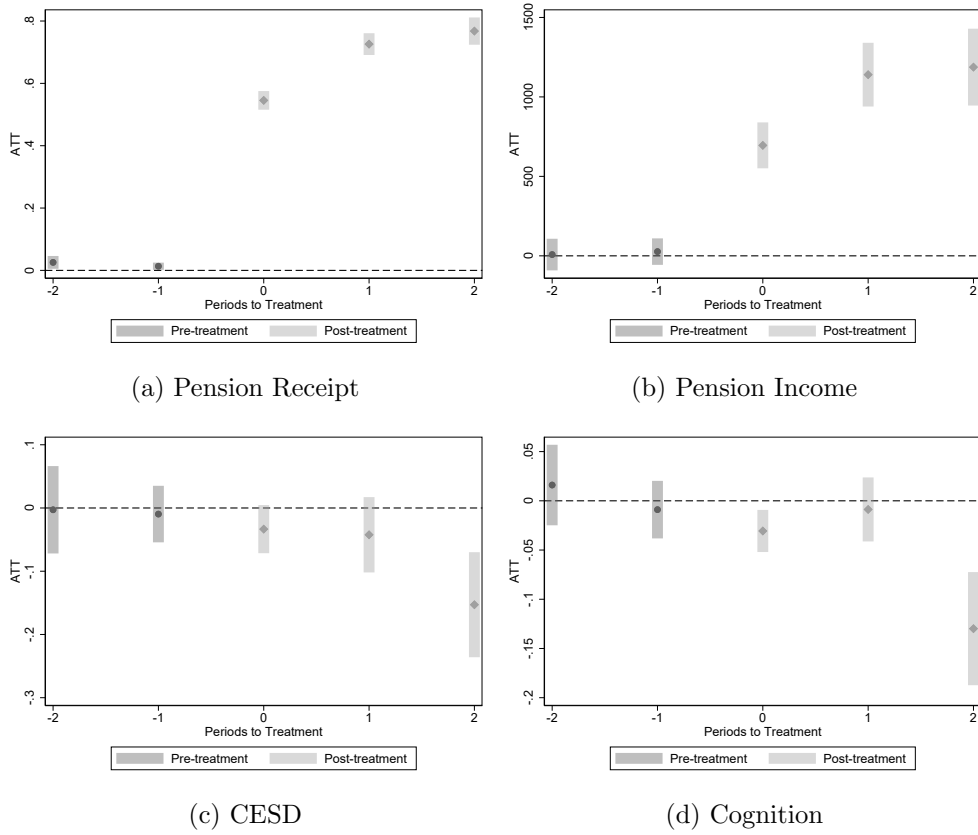 ATT
.8
.6
.4
.2
0
-2 -1 0 1 2
Periods to Treatment
Pre-treatment Post-treatment
(a) Pension Receipt
ATT
1500
1000
500
0
-2 -1 0 1 2
Periods to Treatment
Pre-treatment Post-treatment
(b) Pension Income
ATT
.1
0
-.1
-.2
-.3
-2 -1 0 1 2
Periods to Treatment
Pre-treatment Post-treatment
(c) CESD
ATT
.05
0
-.05
-.1
-.15
-.2
-2 -1 0 1 2
Periods to Treatment
Pre-treatment Post-treatment
(d) Cognition